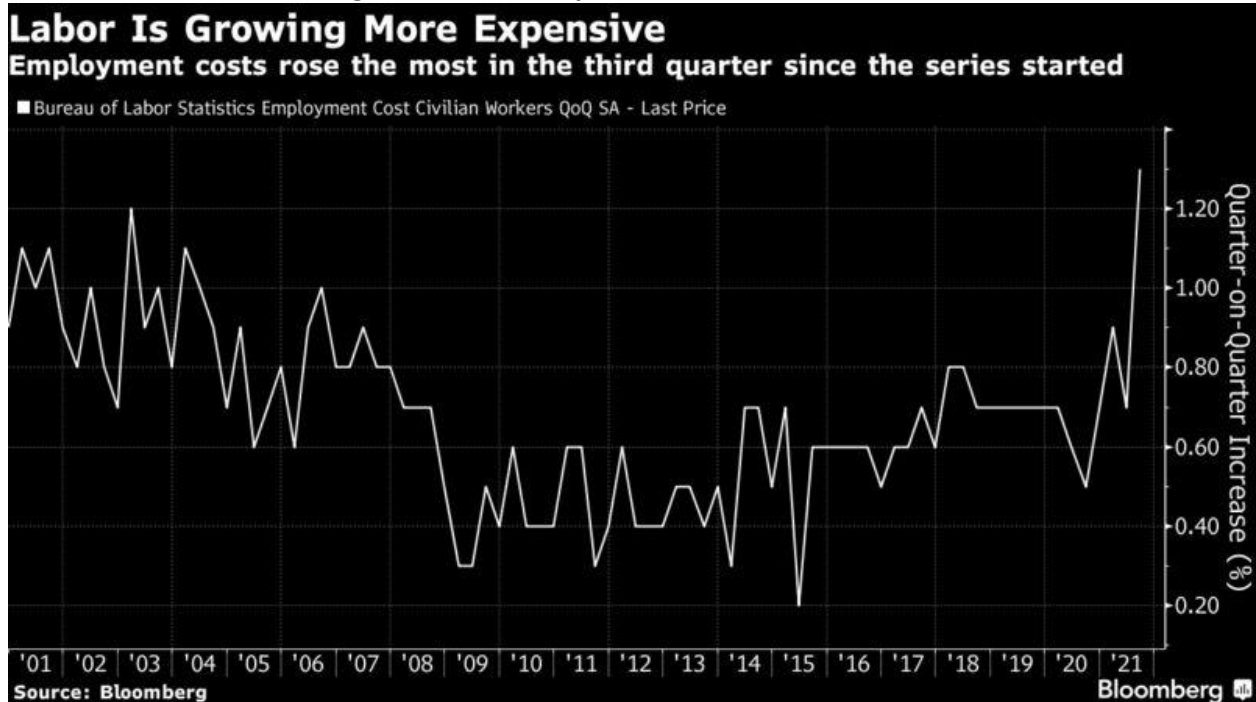 Labor Is Growing More Expensive
Employment costs rose the most in the third quarter since the series started
Bureau of Labor Statistics Employment Cost Civilian Workers QoQ SA - Last Price
1.20
1.00
0.80
0.60
0.40
0.20
Quarter-on-Quarter Increase (%)
'01 '02 '03 '04 '05 '06 '07 '08 '09 '10 '11 '12 '13 '14 '15 '16 '17 '18 '19 '20 '21
Source: Bloomberg
Bloomberg